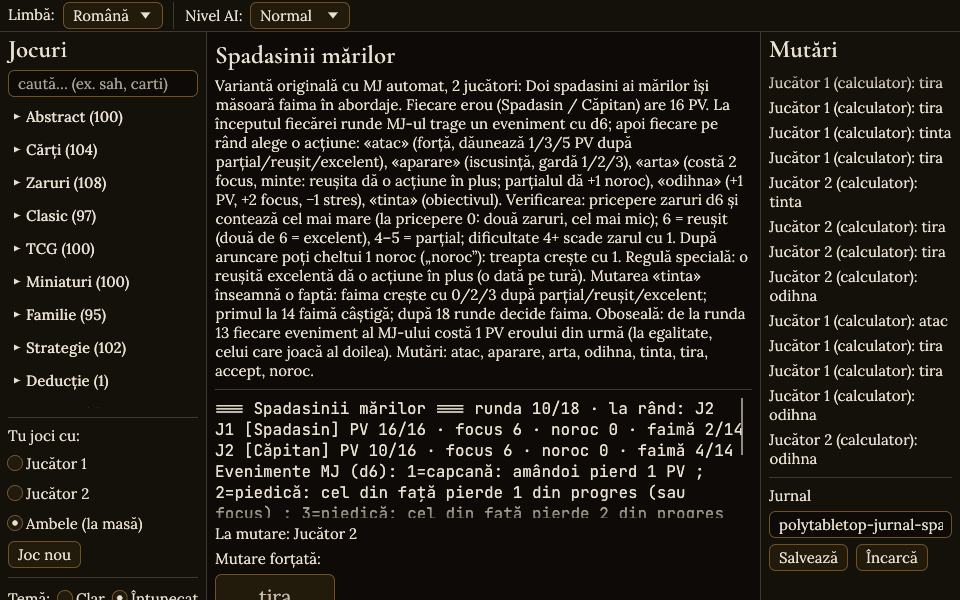 Limbă: Română ▼ Nivel AI: Normal ▼
Jocuri
caută... (ex. sah, carti)
▸ Abstract (100)
▸ Cărți (104)
▸ Zaruri (108)
▸ Clasic (97)
▸ TCG (100)
▸ Miniaturi (100)
▸ Familie (95)
▸ Strategie (102)
▸ Deducție (1)
Tu joci cu:
Jucător 1
Jucător 2
Ambele (la masă)
Joc nou
Temă: Clar Întunecat
Spadasinii mărilor
Variantă originală cu MJ automat, 2 jucători: Doi spadasini ai mărilor își
măsoară faima în abordaje. Fiecare erou (Spadasin / Căpitan) are 16 PV. La
începutul fiecărei runde MJ-ul trage un eveniment cu d6; apoi fiecare pe
rând alege o acțiune: «atac» (forță, dăunează 1/3/5 PV după
parțial/reușit/excelent), «aparare» (iscusință, gardă 1/2/3), «arta» (costă 2
focus, minte: reușita dă o acțiune în plus; parțialul dă +1 noroc), «odihna» (+1
PV, +2 focus, −1 stres), «tinta» (obiectivul). Verificarea: pricepere zaruri d6 și
contează cel mai mare (la pricepere 0: două zaruri, cel mai mic); 6 = reușit
(două de 6 = excelent), 4–5 = parțial; dificultate 4+ scade zarul cu 1. După
aruncare poți cheltui 1 noroc („noroc”): treapta crește cu 1. Regulă specială: o
reușită excelentă dă o acțiune în plus (o dată pe tură). Mutarea «tinta»
înseamnă o faptă: faima crește cu 0/2/3 după parțial/reușit/excelent;
primul la 14 faimă câștigă; după 18 runde decide faima. Oboseală: de la runda
13 fiecare eveniment al MJ-ului costă 1 PV eroului din urmă (la egalitate,
celui care joacă al doilea). Mutări: atac, aparare, arta, odihna, tinta, tira,
accept, noroc.
═══ Spadasinii mărilor ═══ runda 10/18 · la rând: J2
J1 [Spadasin] PV 16/16 · focus 6 · noroc 0 · faimă 2/14
J2 [Căpitan] PV 10/16 · focus 6 · noroc 0 · faimă 4/14
Evenimente MJ (d6): 1=capcană: amândoi pierd 1 PV ;
2=piedică: cel din față pierde 1 din progres (sau
focus) ; 3=piedică: cel din față pierde 2 din progres
La mutare: Jucător 2
Mutare forțată:
tira
Mutări
Jucător 1 (calculator): tira
Jucător 1 (calculator): tira
Jucător 1 (calculator): tinta
Jucător 1 (calculator): tira
Jucător 2 (calculator):
tinta
Jucător 2 (calculator): tira
Jucător 2 (calculator): tira
Jucător 2 (calculator):
odihna
Jucător 1 (calculator): atac
Jucător 1 (calculator): tira
Jucător 1 (calculator): tira
Jucător 1 (calculator):
odihna
Jucător 2 (calculator):
odihna
Jurnal
polytabletop-jurnal-spa
Salvează Încarcă